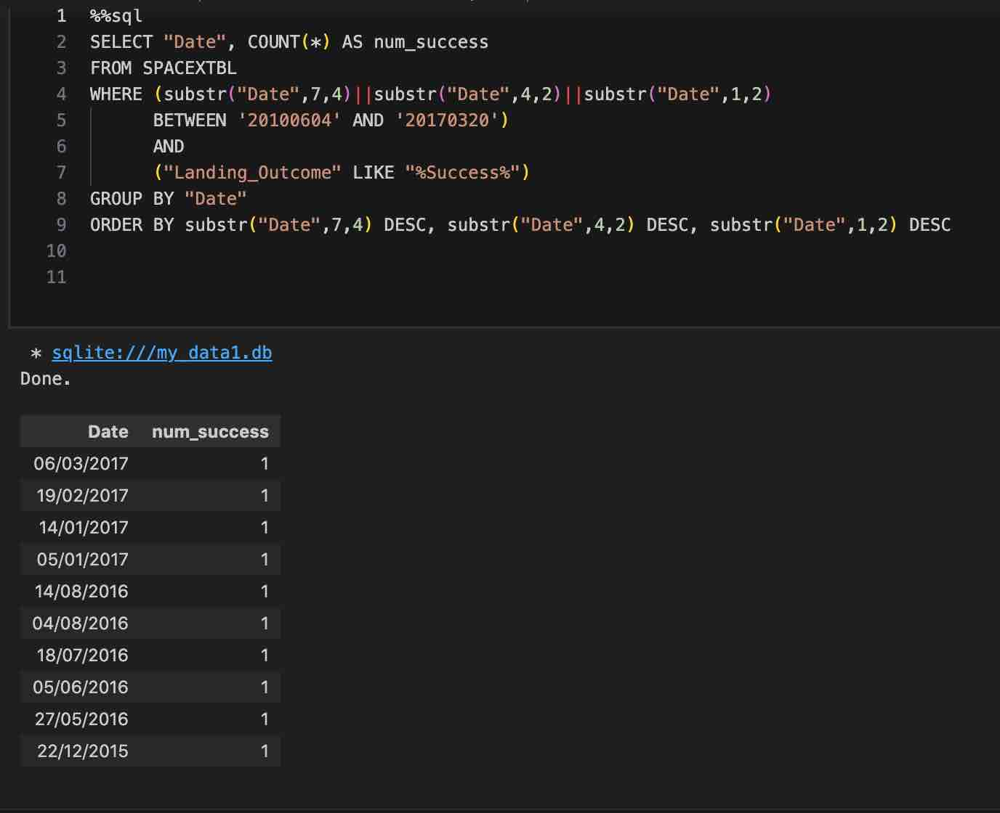 1 %%sql
2 SELECT "Date", COUNT(*) AS num_success
3 FROM SPACEXTBL
4 WHERE (substr("Date",7,4)||substr("Date",4,2)||substr("Date",1,2)
5 BETWEEN '20100604' AND '20170320')
6 AND
7 ("Landing_Outcome" LIKE "%Success%")
8 GROUP BY "Date"
9 ORDER BY substr("Date",7,4) DESC, substr("Date",4,2) DESC, substr("Date",1,2) DESC
10
11
* sqlite:///my_data1.db
Done.
Date num_success
06/03/2017 1
19/02/2017 1
14/01/2017 1
05/01/2017 1
14/08/2016 1
04/08/2016 1
18/07/2016 1
05/06/2016 1
27/05/2016 1
22/12/2015 1